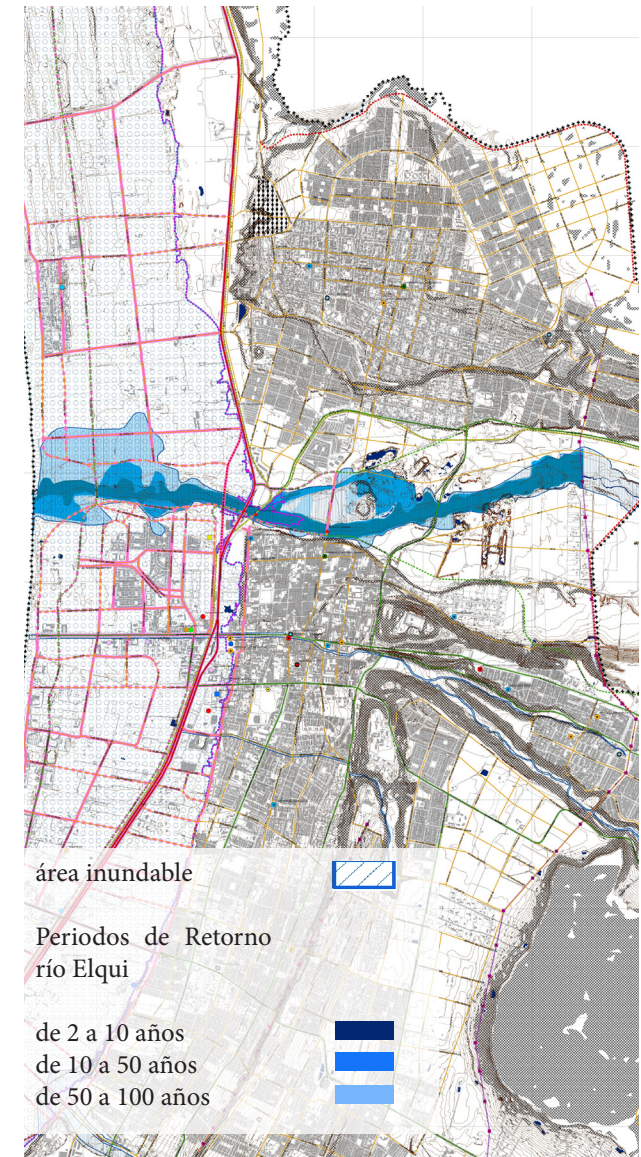 área inundable
Periodos de Retorno
río Elqui
de 2 a 10 años
de 10 a 50 años
de 50 a 100 años